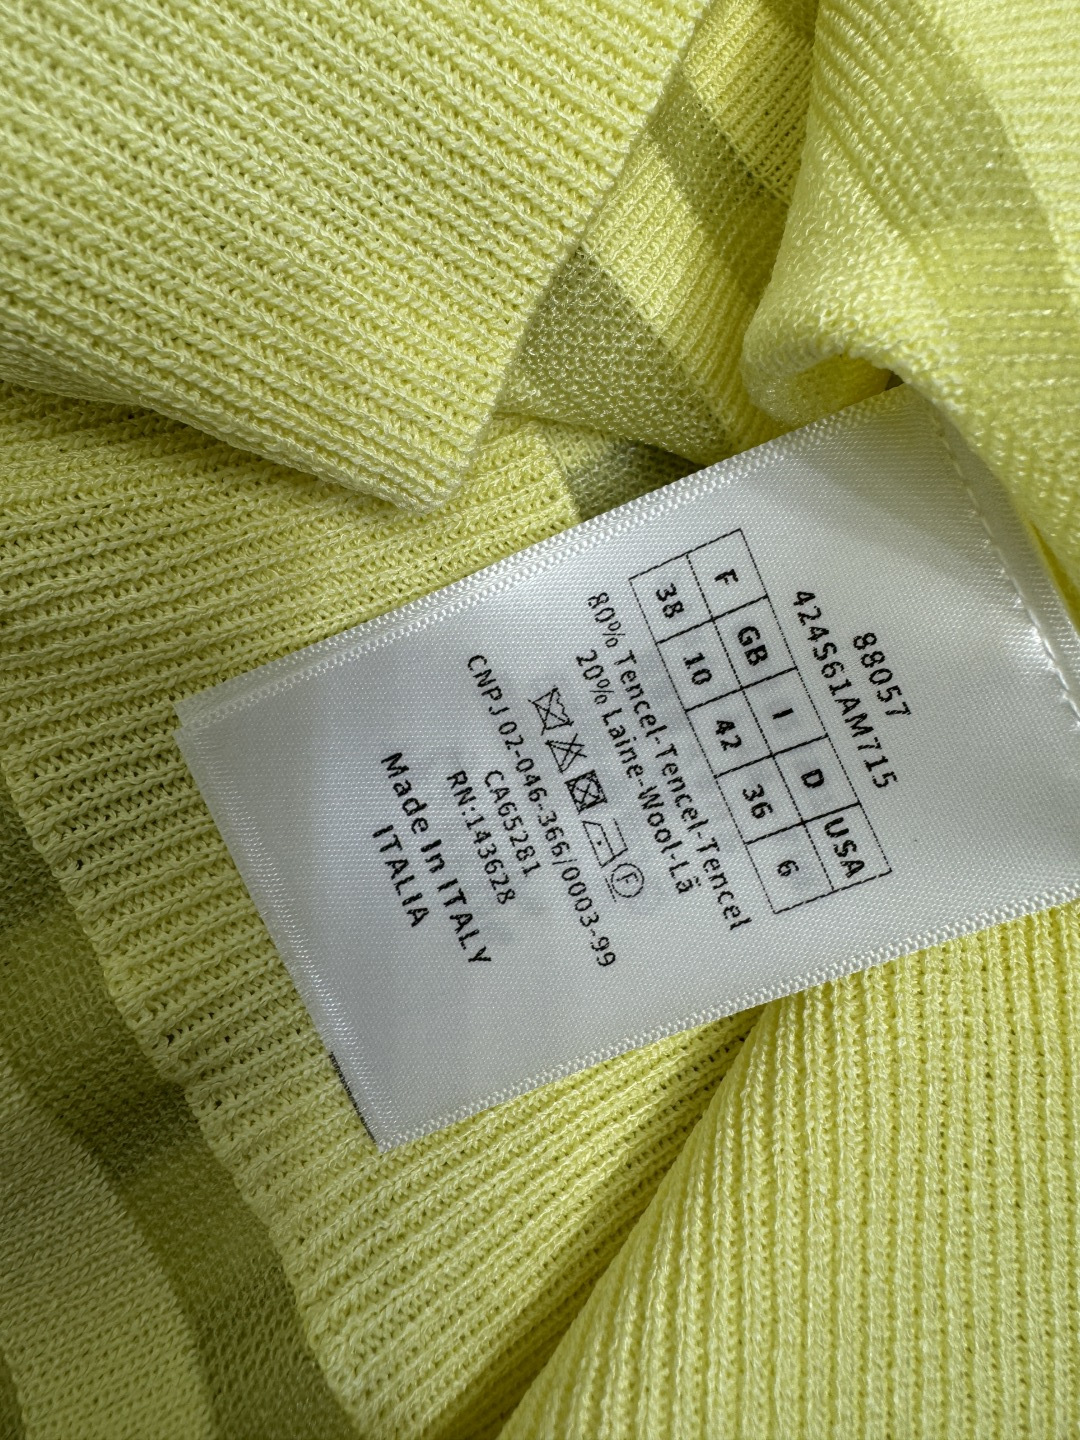 88057
424S61AM715
F GB I D USA
38 10 42 36 6
80% Tencel-Tencel-Tencel
20% Laine-Wool-Lã
F
CNPJ 02-046-366/0003-99
CA65281
RN:143628
Made In ITALY
ITALIA